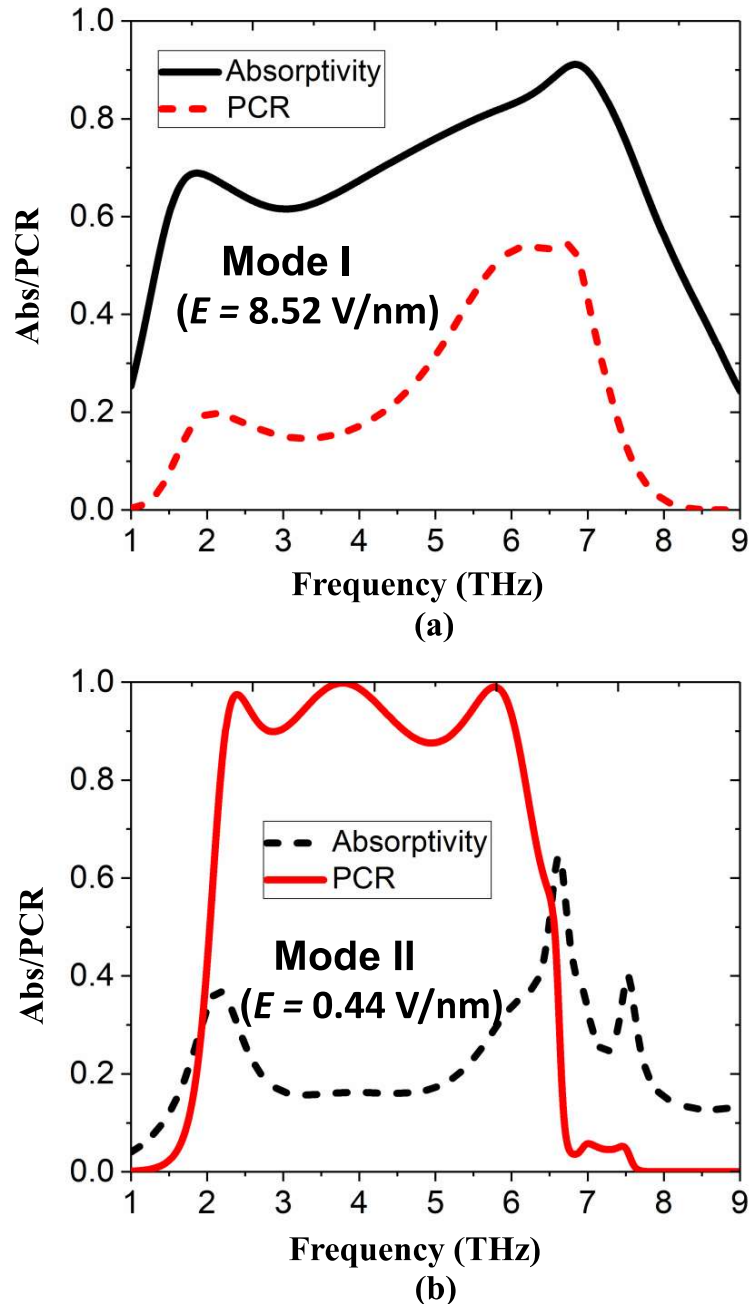 1.0
0.8
0.6
0.4
0.2
0.0
Abs/PCR
Absorptivity
PCR
Mode I
(E = 8.52 V/nm)
1 2 3 4 5 6 7 8 9
Frequency (THz)
(a)
1.0
0.8
0.6
0.4
0.2
0.0
Abs/PCR
Absorptivity
PCR
Mode II
(E = 0.44 V/nm)
1 2 3 4 5 6 7 8 9
Frequency (THz)
(b)